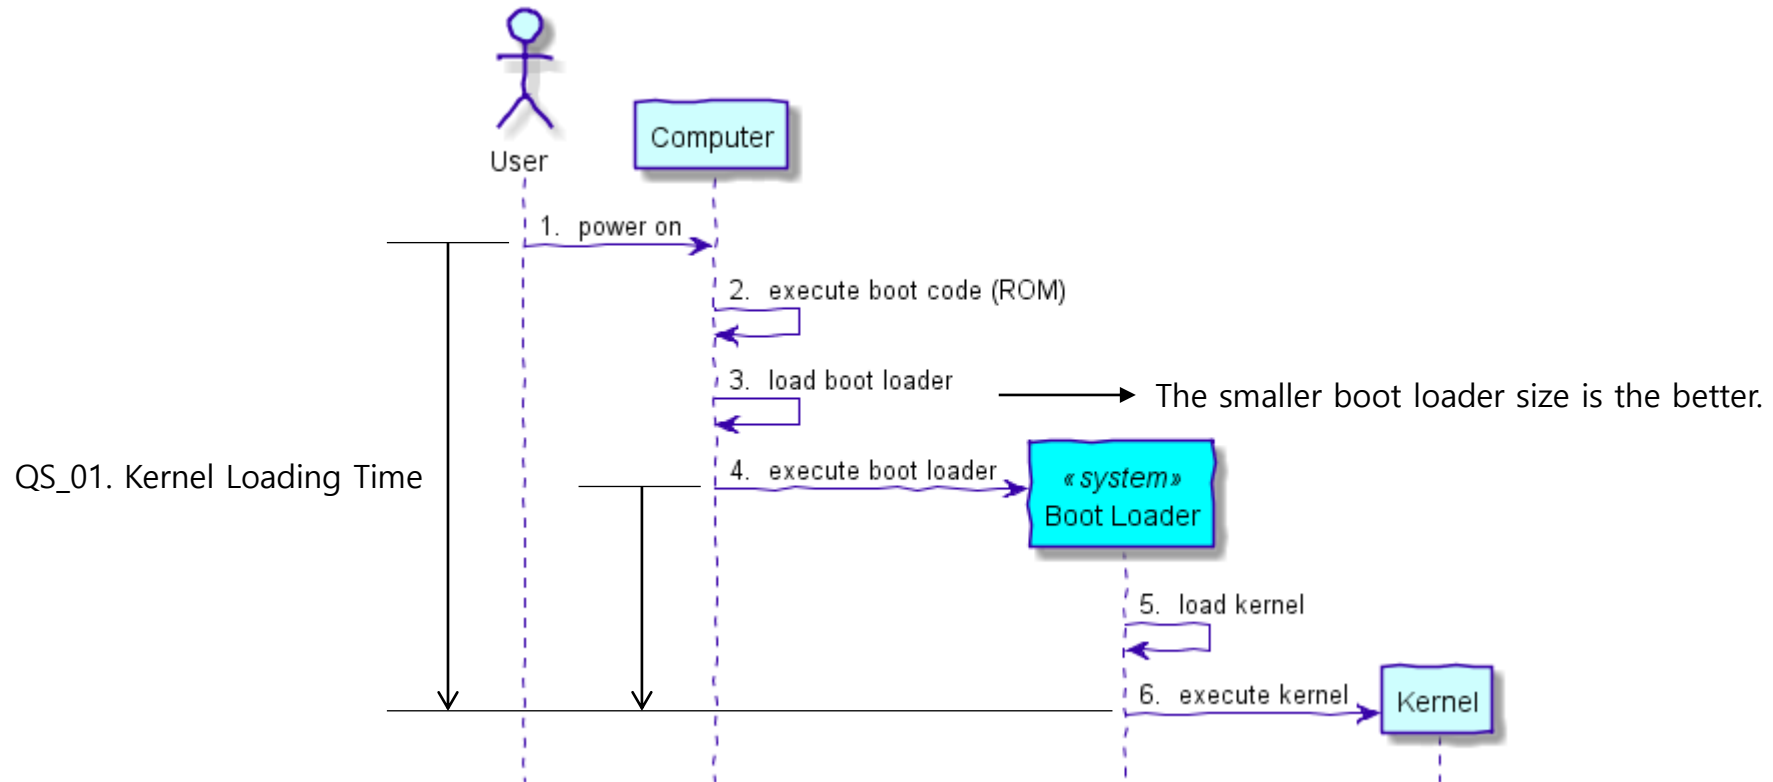 User
Computer
1. power on
2. execute boot code (ROM)
3. load boot loader
The smaller boot loader size is the better.
QS_01. Kernel Loading Time
4. execute boot loader
«system»
Boot Loader
5. load kernel
6. execute kernel
Kernel